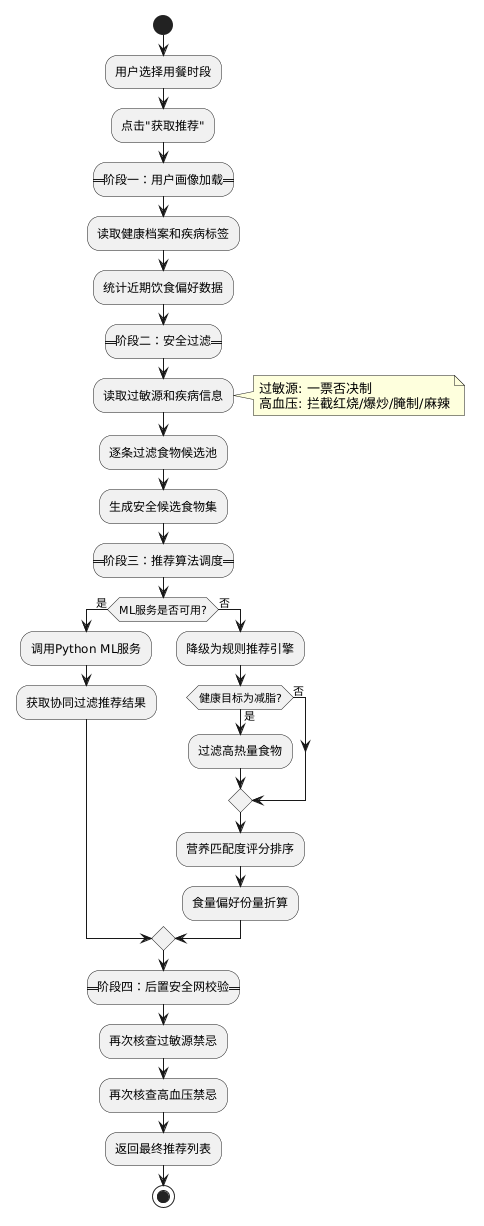 用户选择用餐时段
点击"获取推荐"
阶段一：用户画像加载
读取健康档案和疾病标签
统计近期饮食偏好数据
阶段二：安全过滤
读取过敏源和疾病信息
过敏源: 一票否决制
高血压: 拦截红烧/爆炒/腌制/麻辣
逐条过滤食物候选池
生成安全候选食物集
阶段三：推荐算法调度
ML服务是否可用?
是
否
调用Python ML服务
获取协同过滤推荐结果
降级为规则推荐引擎
健康目标为减脂?
否
是
过滤高热量食物
营养匹配度评分排序
食量偏好份量折算
阶段四：后置安全网校验
再次核查过敏源禁忌
再次核查高血压禁忌
返回最终推荐列表